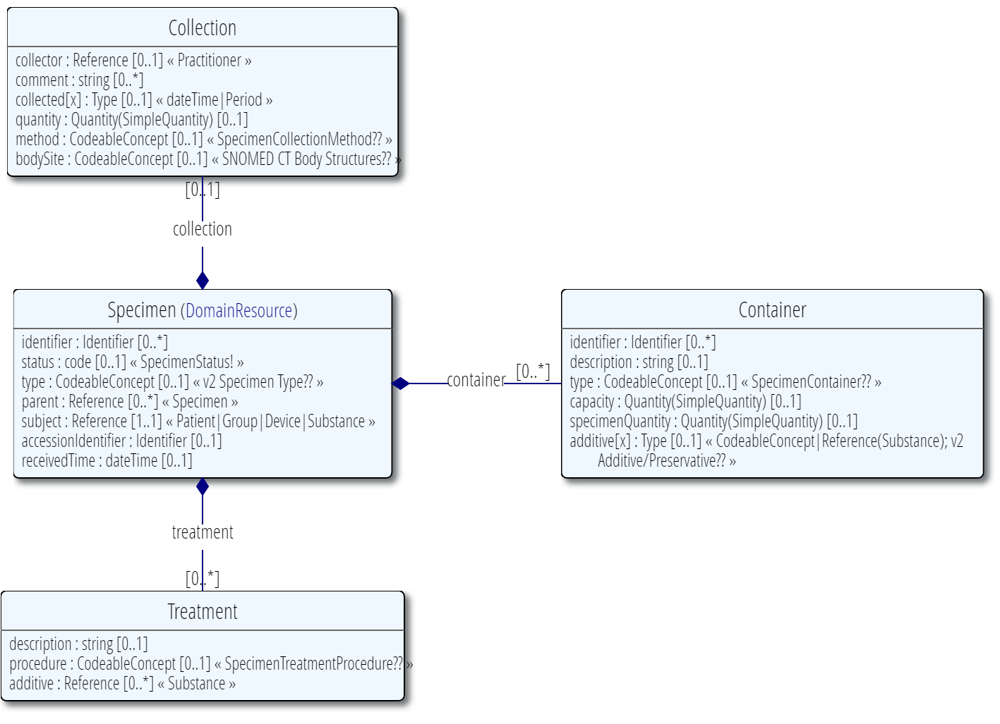 Collection
collector : Reference [0..1] « Practitioner »
comment : string [0..*]
collected[x] : Type [0..1] « dateTime|Period »
quantity : Quantity(SimpleQuantity) [0..1]
method : CodeableConcept [0..1] « SpecimenCollectionMethod?? »
bodySite : CodeableConcept [0..1] « SNOMED CT Body Structures?? »
[0..1]
collection
Specimen (DomainResource)
identifier : Identifier [0..*]
status : code [0..1] « SpecimenStatus! »
type : CodeableConcept [0..1] « v2 Specimen Type?? »
parent : Reference [0..*] « Specimen »
subject : Reference [1..1] « Patient|Group|Device|Substance »
accessionIdentifier : Identifier [0..1]
receivedTime : dateTime [0..1]
container
[0..*]
Container
identifier : Identifier [0..*]
description : string [0..1]
type : CodeableConcept [0..1] « SpecimenContainer?? »
capacity : Quantity(SimpleQuantity) [0..1]
specimenQuantity : Quantity(SimpleQuantity) [0..1]
additive[x] : Type [0..1] « CodeableConcept|Reference(Substance); v2
Additive/Preservative?? »
treatment
[0..*]
Treatment
description : string [0..1]
procedure : CodeableConcept [0..1] « SpecimenTreatmentProcedure?? »
additive : Reference [0..*] « Substance »